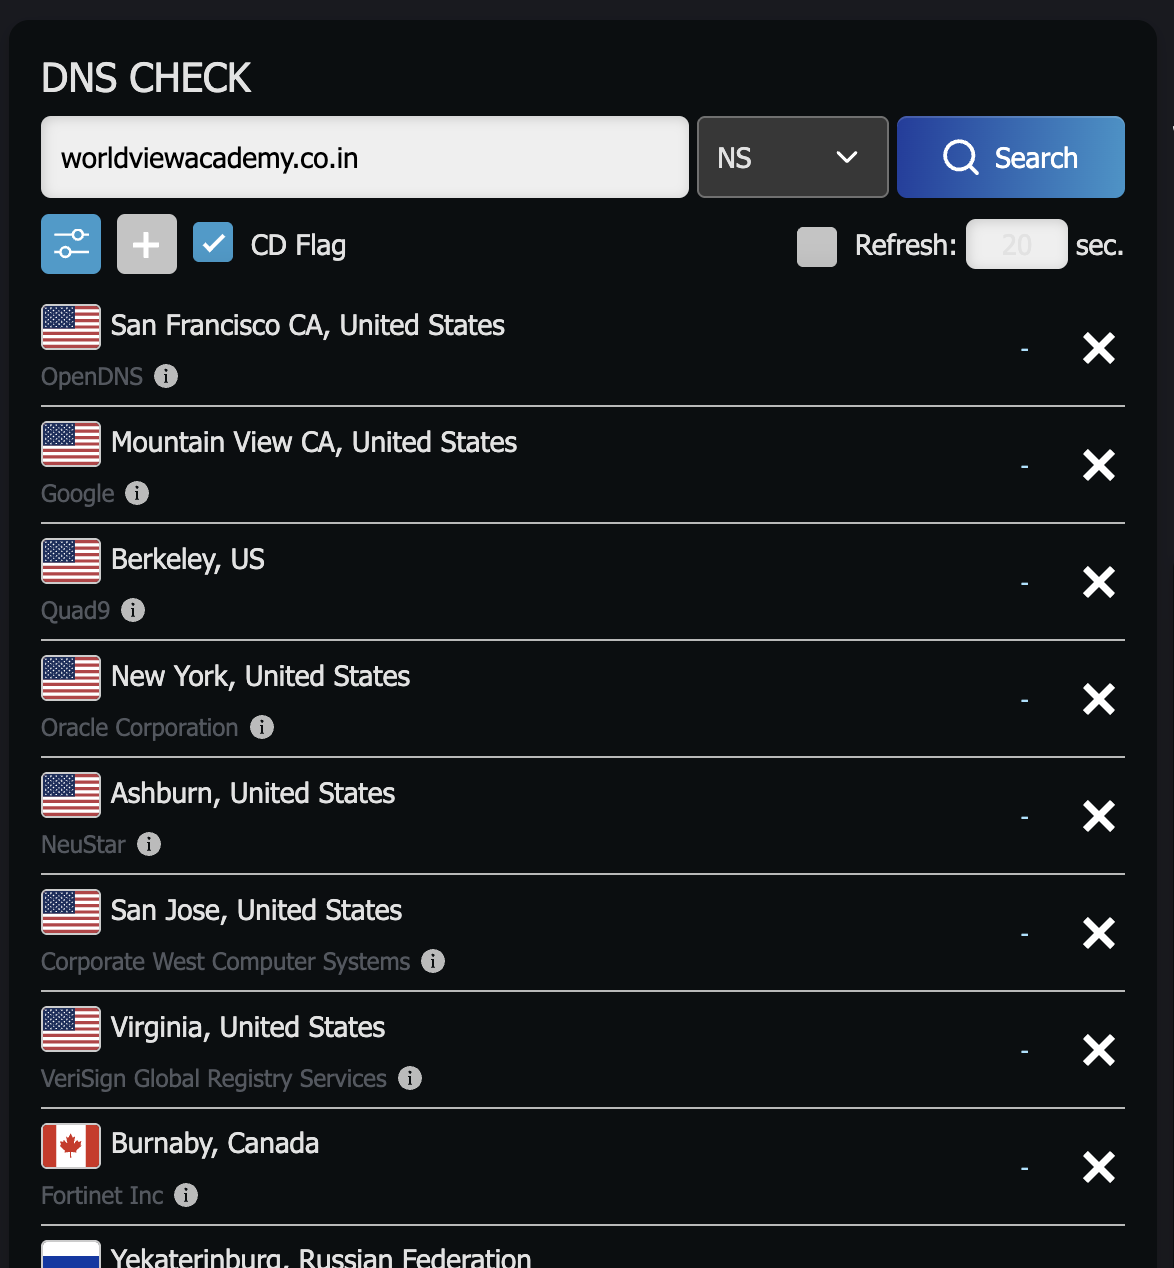 DNS CHECK
worldviewacademy.co.in NS Search
CD Flag Refresh: 20 sec.
San Francisco CA, United States
-
OpenDNS
Mountain View CA, United States
-
Google
Berkeley, US
-
Quad9
New York, United States
-
Oracle Corporation
Ashburn, United States
-
NeuStar
San Jose, United States
-
Corporate West Computer Systems
Virginia, United States
-
VeriSign Global Registry Services
Burnaby, Canada
-
Fortinet Inc
Yekaterinburg, Russian Federation